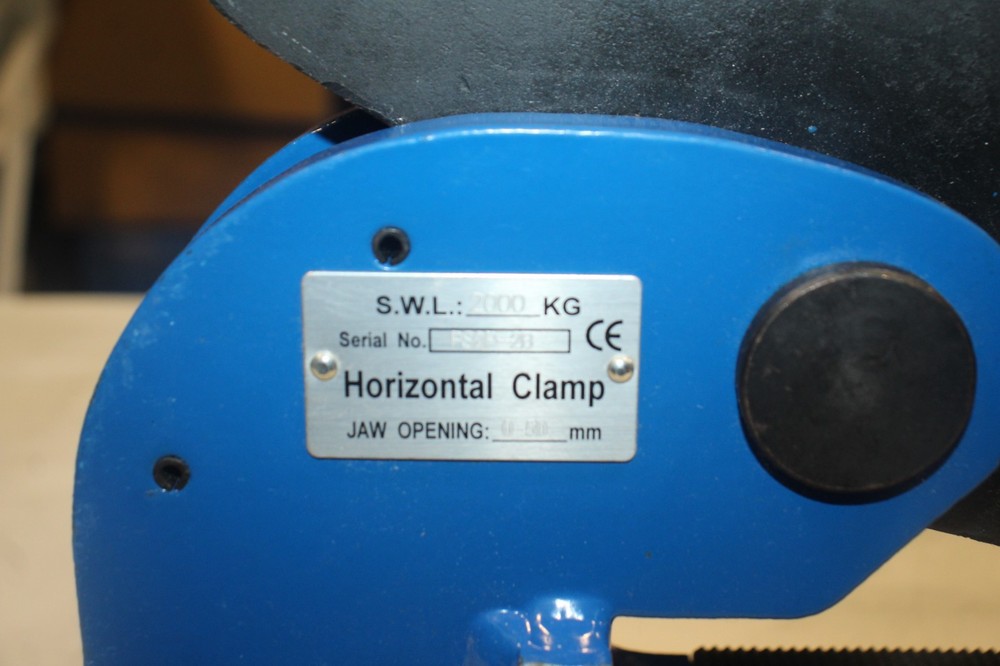 S.W.L.: 2000 KG
Serial No. CE
Horizontal Clamp
JAW OPENING: 0-50 mm